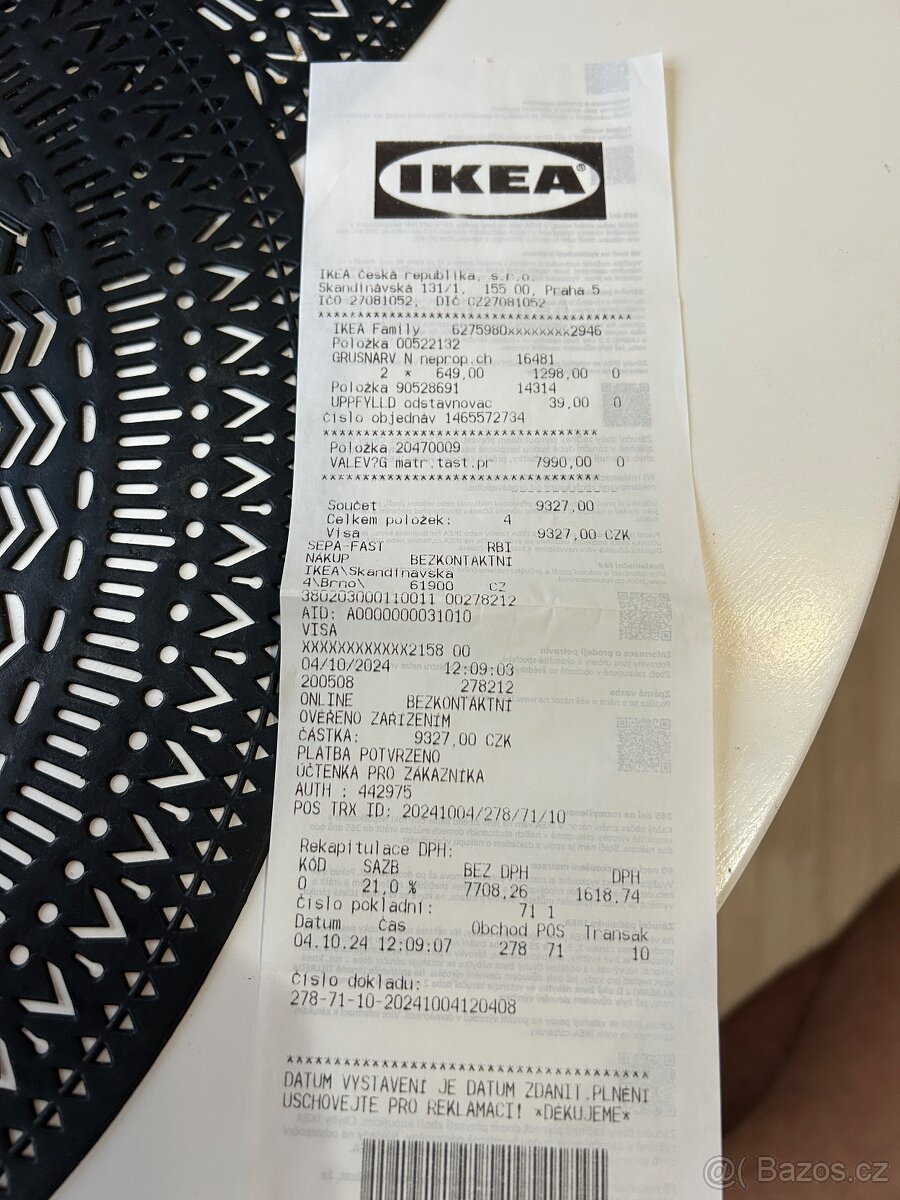 IKEA®
IKEA Česká republika, s.r.o.
Skandinávská 131/1, 155 00, Praha 5
IČO 27081052, DIČ CZ27081052
IKEA Family 6275980xxxxxxxx2946
Položka 00522132
GRUSNARV N neprop.ch 16481
2 * 649,00 1298,00 0
Položka 90528691 14314
UPPFYLLD odstavnovac 39,00 0
Číslo objednáv 1465572734
Položka 20470009
VALEV?G matr.tast.pr 7990,00 0
Součet 9327,00
Celkem položek: 4
Visa 9327,00 CZK
SEPA-FAST RBI
NÁKUP BEZKONTAKTNÍ
IKEA\Skandinávská
4\Brno\ 61900 CZ
380203000110011 00278212
AID: A0000000031010
VISA
XXXXXXXXXXXX2158 00
04/10/2024 12:09:03
200508 278212
ONLINE BEZKONTAKTNÍ
OVĚŘENO ZAŘÍZENÍM
ČÁSTKA: 9327,00 CZK
PLATBA POTVRZENO
ÚČTENKA PRO ZÁKAZNÍKA
AUTH : 442975
POS TRX ID: 20241004/278/71/10
Rekapitulace DPH:
KÓD SAZB BEZ DPH DPH
0 21,0 % 7708,26 1618,74
Číslo pokladní: 71 1
Datum Čas Obchod POS Transak
04.10.24 12:09:07 278 71 10
Číslo dokladu:
278-71-10-20241004120408
DATUM VYSTAVENÍ JE DATUM ZDANIT.PLNĚNÍ
USCHOVEJTE PRO REKLAMACI! *DĚKUJEME*
@( Bazos.cz